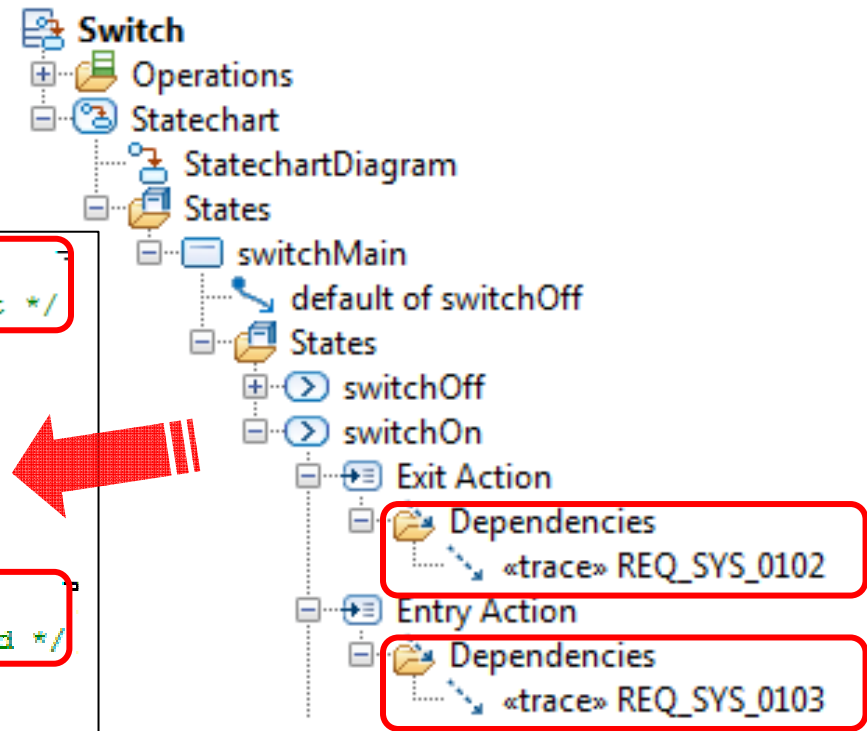 Switch
Operations
Statechart
StatechartDiagram
States
switchMain
*/
default of switchOff
States
switchOff
switchOn
Exit Action
Dependencies
«trace» REQ_SYS_0102
Entry Action
*/
Dependencies
«trace» REQ_SYS_0103